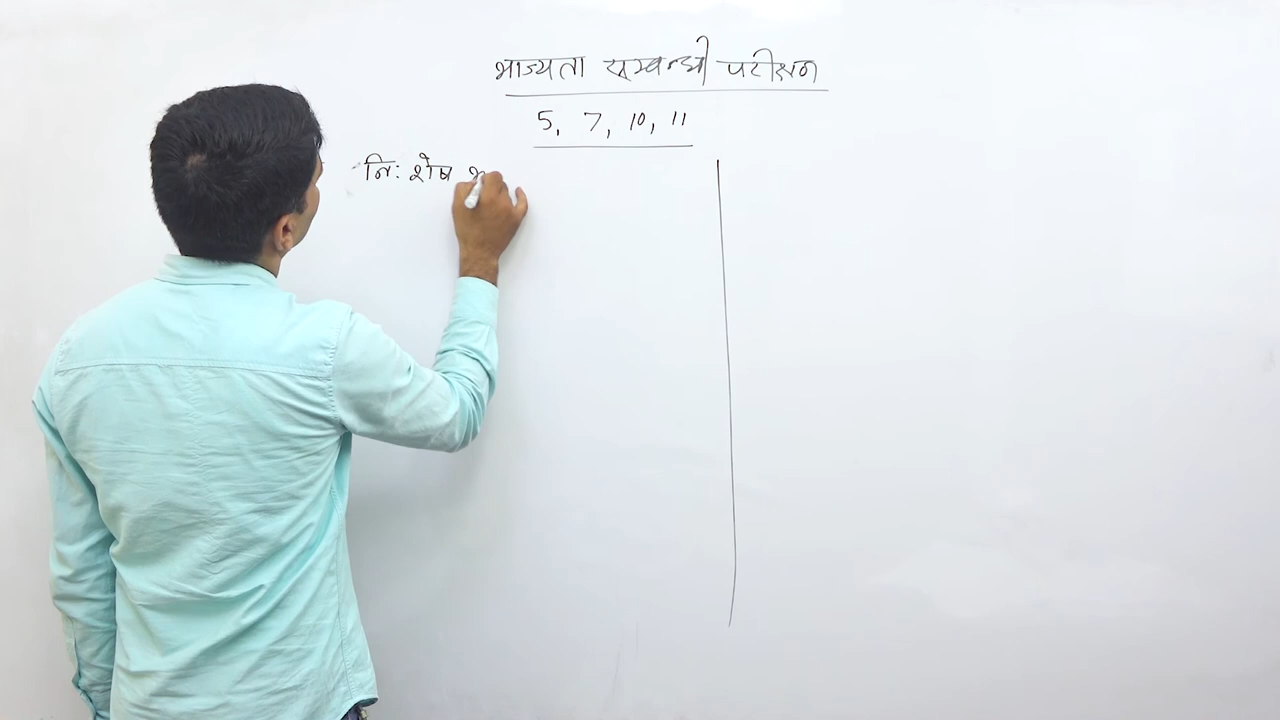 भाज्यता सम्बन्धी परीक्षण
5, 7, 10, 11
नि: शेष